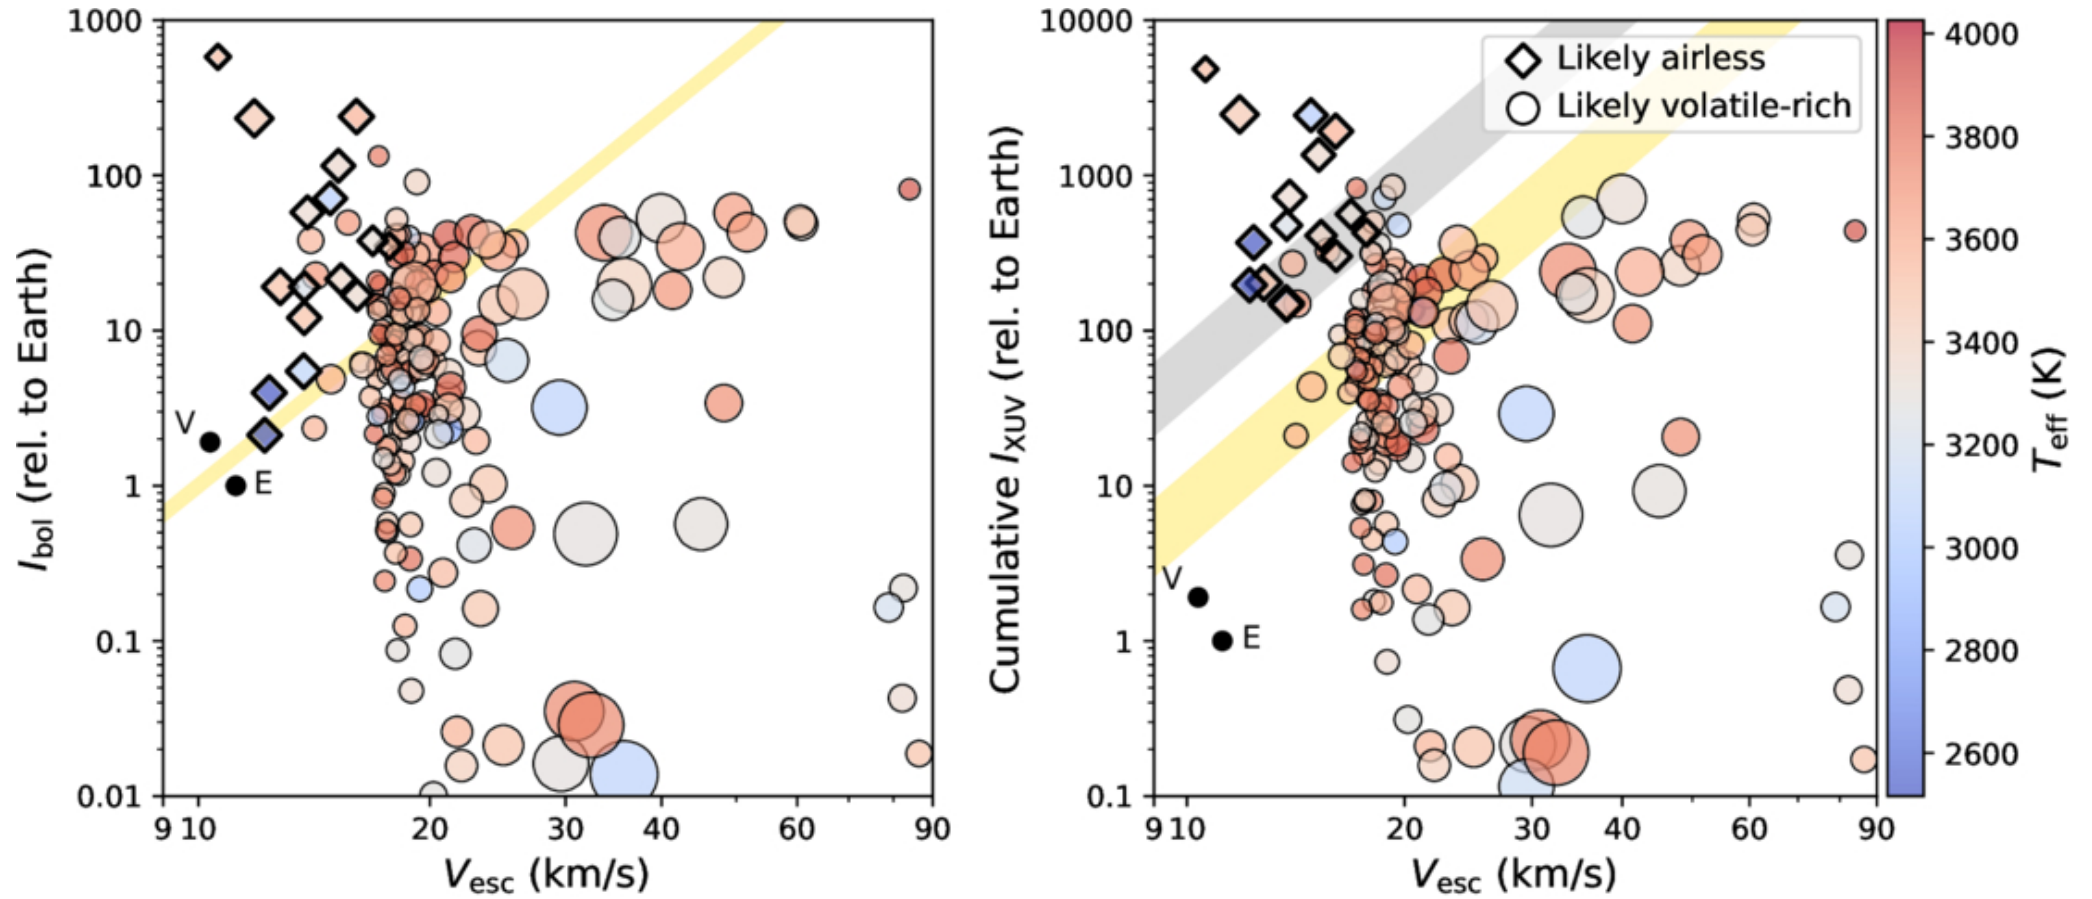 1000
100
10
1
0.1
0.01
I_bol (rel. to Earth)
V
E
9 10 20 30 40 60 90
V_esc (km/s)
10000
1000
100
10
1
0.1
Cumulative I_XUV (rel. to Earth)
Likely airless
Likely volatile-rich
V
E
9 10 20 30 40 60 90
V_esc (km/s)
4000
3800
3600
3400
3200
3000
2800
2600
T_eff (K)